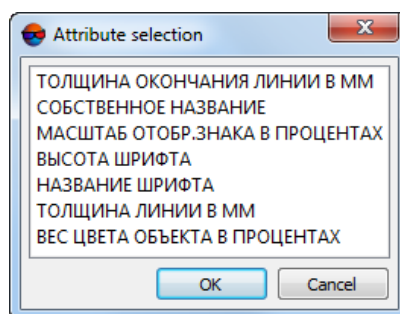 Attribute selection
ТОЛЩИНА ОКОНЧАНИЯ ЛИНИИ В ММ
СОБСТВЕННОЕ НАЗВАНИЕ
МАСШТАБ ОТОБР.ЗНАКА В ПРОЦЕНТАХ
ВЫСОТА ШРИФТА
НАЗВАНИЕ ШРИФТА
ТОЛЩИНА ЛИНИИ В ММ
ВЕС ЦВЕТА ОБЪЕКТА В ПРОЦЕНТАХ
OK Cancel